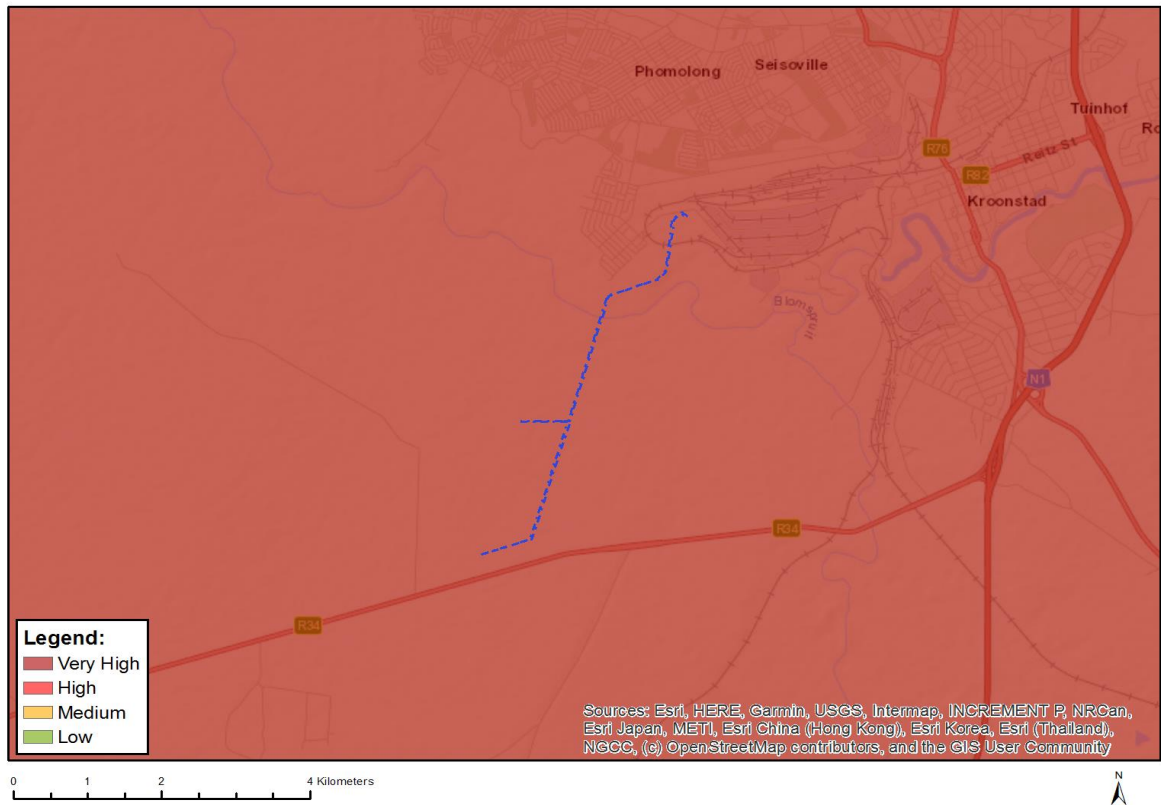 Phomolong
Seisoville
Tuinhof
Ro
R76
Reitz St
R82
Kroonstad
Bloms
N1
R34
R34
Legend:
Very High
High
Medium
Low
Sources: Esri, HERE, Garmin, USGS, Intermap, INCREMENT P, NRCan,
Esri Japan, METI, Esri China (Hong Kong), Esri Korea, Esri (Thailand),
NGCC, (c) OpenStreetMap contributors, and the GIS User Community
0 1 2 4 Kilometers
N